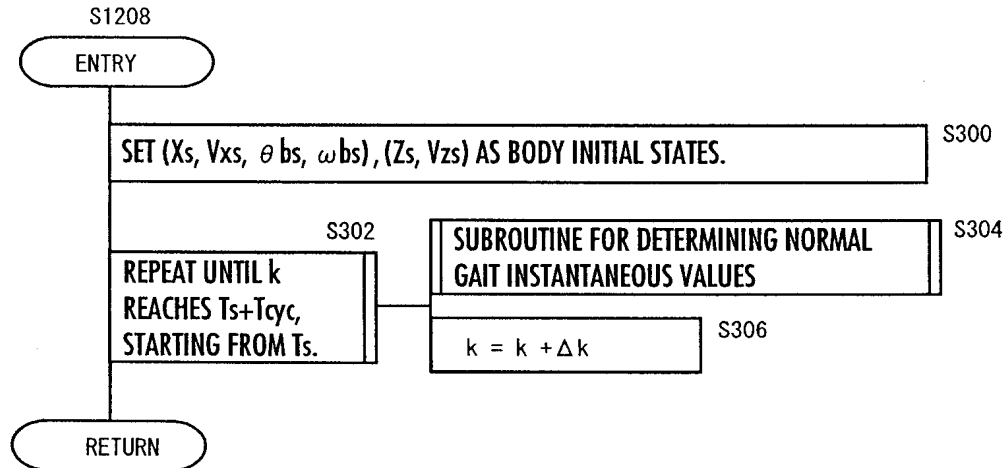 S1208
ENTRY
S300
SET (Xs, Vxs, θbs, ωbs), (Zs, Vzs) AS BODY INITIAL STATES.
S302
REPEAT UNTIL k
REACHES Ts+Tcyc,
STARTING FROM Ts.
S304
SUBROUTINE FOR DETERMINING NORMAL
GAIT INSTANTANEOUS VALUES
S306
k = k + Δk
RETURN